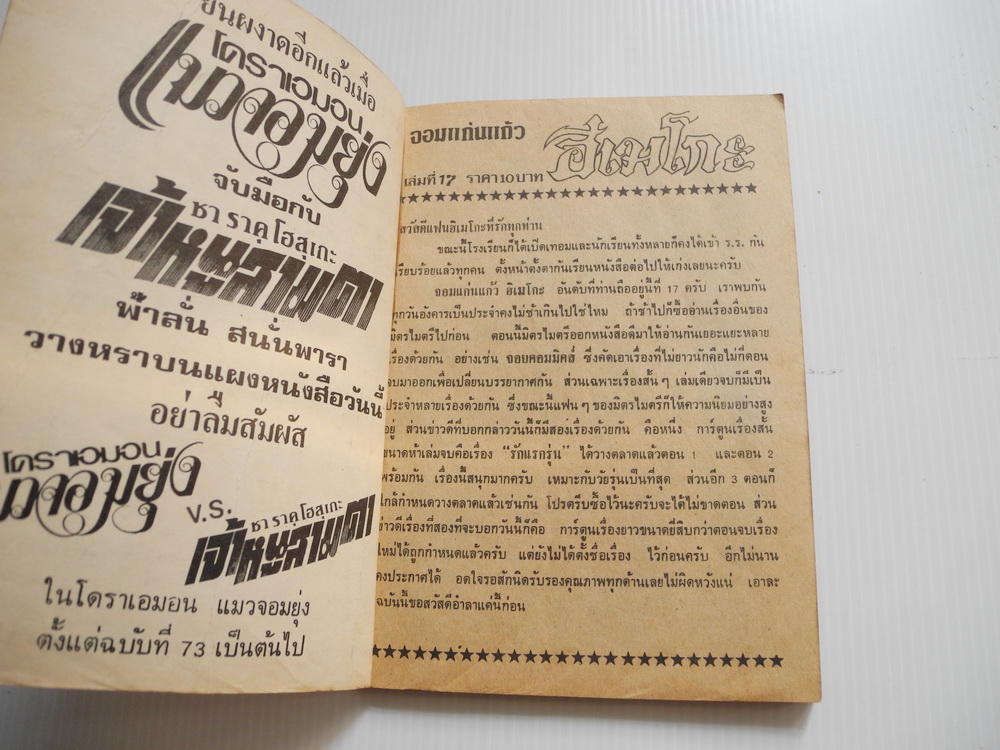 ยืนผงาดอีกแล้วเมื่อ
โดราเอมอน
แมวจอมยุ่ง
จับมือกับ
ซาราคุ โฮสุเกะ
เจ้าหนูสามตา
ฟ้าลั่น สนั่นพารา
วางหราบนแผงหนังสือวันนี้
อย่าลืมสัมผัส
โดราเอมอน
แมวจอมยุ่ง
V.S.
ซาราคุ โฮสุเกะ
เจ้าหนูสามตา
ในโดราเอมอน แมวจอมยุ่ง
ตั้งแต่ฉบับที่ 73 เป็นต้นไป
จอมแก่นแก้ว
ฮิเมโกะ
เล่มที่ 17 ราคา 10 บาท
สวัสดีแฟนฮิเมโกะที่รักทุกท่าน
ขณะนี้โรงเรียนก็ได้เปิดเทอมและนักเรียนทั้งหลายก็คงได้เข้า ร.ร. กัน
เรียบร้อยแล้วทุกคน ตั้งหน้าตั้งตากันเรียนหนังสือต่อไปให้เก่งเลยนะครับ
จอมแก่นแก้ว ฮิเมโกะ อันดับที่ท่านถืออยู่นี้ที่ 17 ครับ เราพบกัน
ทุกวันอังคารเป็นประจำคงไม่ช้าเกินไปใช่ไหม ถ้าช้าไปก็ซื้ออ่านเรื่องอื่นของ
มิตรไมตรีไปก่อน ตอนนี้มิตรไมตรีออกหนังสือดีมาให้อ่านกันเยอะแยะหลาย
เรื่องด้วยกัน อย่างเช่น จอยคอมมิคส์ ซึ่งคัดเอาเรื่องที่ไม่ยาวนักคือไม่กี่ตอน
จบมาออกเพื่อเปลี่ยนบรรยากาศกัน ส่วนเฉพาะเรื่องสั้น ๆ เล่มเดียวจบก็มีเป็น
ประจำหลายเรื่องด้วยกัน ซึ่งขณะนี้แฟน ๆ ของมิตรไมตรีก็ให้ความนิยมอย่างสูง
อยู่ ส่วนข่าวดีที่บอกกล่าววันนี้ก็มีสองเรื่องด้วยกัน คือหนึ่ง การ์ตูนเรื่องสั้น
ขนาดห้าเล่มจบคือเรื่อง "รักแรกรุ่น" ได้วางตลาดแล้วตอน 1 และตอน 2
พร้อมกัน เรื่องนี้สนุกมากครับ เหมาะกับวัยรุ่นเป็นที่สุด ส่วนอีก 3 ตอนก็
ใกล้กำหนดวางตลาดแล้วเช่นกัน โปรดรีบซื้อไว้นะครับจะได้ไม่ขาดตอน ส่วน
ข่าวดีเรื่องที่สองที่จะบอกวันนี้ก็คือ การ์ตูนเรื่องยาวขนาดยี่สิบกว่าตอนจบเรื่อง
ใหม่ได้ถูกกำหนดแล้วครับ แต่ยังไม่ได้ตั้งชื่อเรื่อง ไว้ก่อนครับ อีกไม่นาน
คงประกาศได้ อดใจรอสักนิดรับรองคุณภาพทุกด้านเลยไม่ผิดหวังแน่ เอาละ
ฉบับนี้ขอสวัสดีอำลาแค่นี้ก่อน